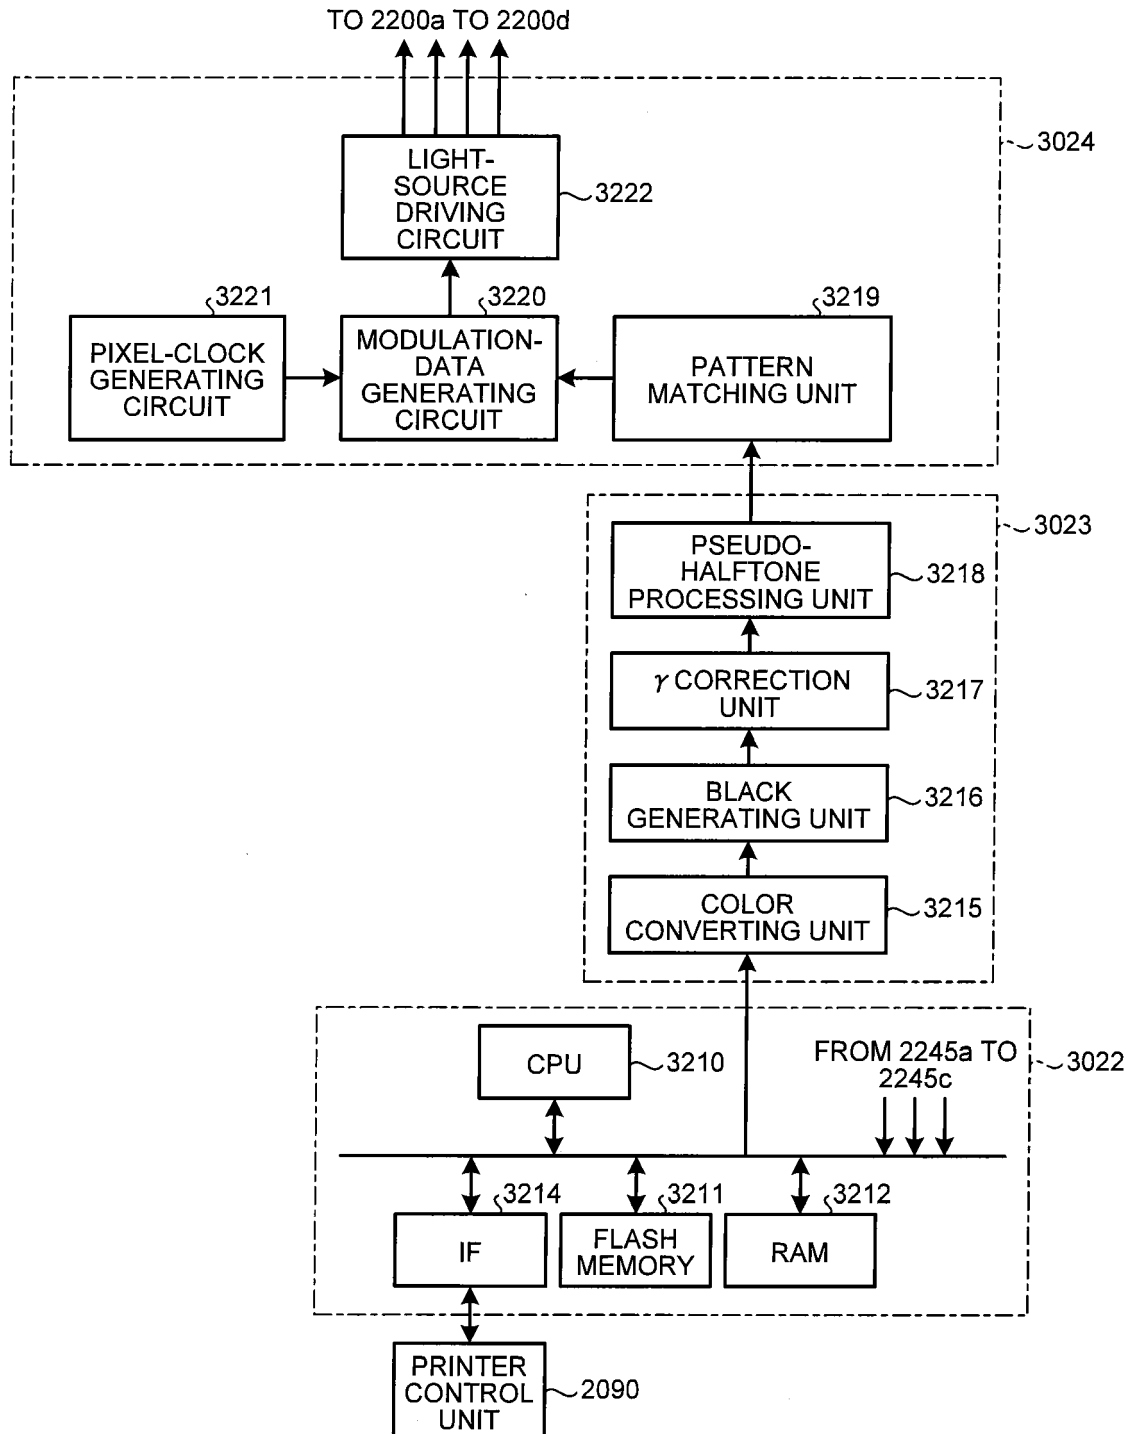 TO 2200a TO 2200d
3024
LIGHT-
SOURCE
DRIVING
CIRCUIT
3222
3221
3220
3219
PIXEL-CLOCK
GENERATING
CIRCUIT
MODULATION-
DATA
GENERATING
CIRCUIT
PATTERN
MATCHING UNIT
3023
PSEUDO-
HALFTONE
PROCESSING UNIT
3218
γ CORRECTION
UNIT
3217
BLACK
GENERATING UNIT
3216
COLOR
CONVERTING UNIT
3215
CPU
3210
FROM 2245a TO
2245c
3022
3214
3211
3212
IF
FLASH
MEMORY
RAM
PRINTER
CONTROL
UNIT
2090